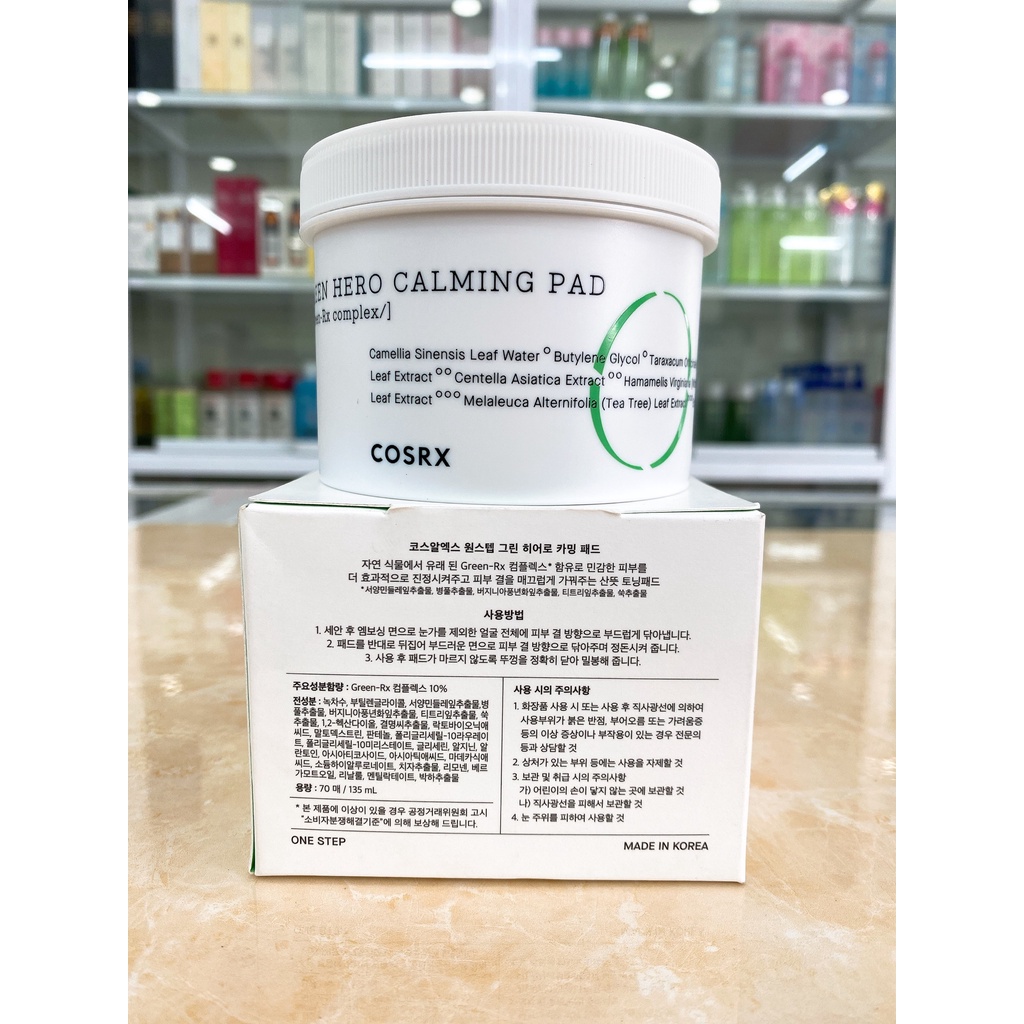 HERO CALMING PAD
complex/]
Camellia Sinensis Leaf Water Butylene Glycol Taraxacum
Leaf Extract Centella Asiatica Extract Hamamelis
Leaf Extract Melaleuca Alternifolia (Tea Tree) Leaf Extract
COSRX
코스알엑스 원스텝 그린 히어로 카밍 패드
자연 식물에서 유래 된 Green-Rx 컴플렉스* 함유로 민감한 피부를
더 효과적으로 진정시켜주고 피부 결을 매끄럽게 가꿔주는 산뜻 토닝패드
*서양민들레잎추출물, 병풀추출물, 버지니아풍년화잎추출물, 티트리잎추출물, 쑥추출물
사용방법
1. 세안 후 엠보싱 면으로 눈가를 제외한 얼굴 전체에 피부 결 방향으로 부드럽게 닦아냅니다.
2. 패드를 반대로 뒤집어 부드러운 면으로 피부 결 방향으로 닦아주며 정돈시켜 줍니다.
3. 사용 후 패드가 마르지 않도록 뚜껑을 정확히 닫아 밀봉해 줍니다.
주요성분함량 : Green-Rx 컴플렉스 10%
전성분 : 녹차수, 부틸렌글라이콜, 서양민들레잎추출물,병
풀추출물, 버지니아풍년화잎추출물, 티트리잎추출물, 쑥
추출물, 1,2-헥산다이올, 결명씨추출물, 락토바이오닉애
씨드, 말토덱스트린, 판테놀, 폴리글리세릴-10라우레이
트, 폴리글리세릴-10미리스테이트, 글리세린, 알지닌, 알
란토인, 아시아티코사이드, 아시아틱애씨드, 마데카식애
씨드, 소듐하이알루로네이트, 치자추출물, 리모넨, 베르
가모트오일, 리날룰, 멘틸락테이트, 박하추출물
용량 : 70 매 / 135 mL
* 본 제품에 이상이 있을 경우 공정거래위원회 고시
"소비자분쟁해결기준"에 의해 보상해 드립니다.
사용 시의 주의사항
1. 화장품 사용 시 또는 사용 후 직사광선에 의하여
사용부위가 붉은 반점, 부어오름 또는 가려움증
등의 이상 증상이나 부작용이 있는 경우 전문의
등과 상담할 것
2. 상처가 있는 부위 등에는 사용을 자제할 것
3. 보관 및 취급 시의 주의사항
가) 어린이의 손이 닿지 않는 곳에 보관할 것
나) 직사광선을 피해서 보관할 것
4. 눈 주위를 피하여 사용할 것
ONE STEP
MADE IN KOREA